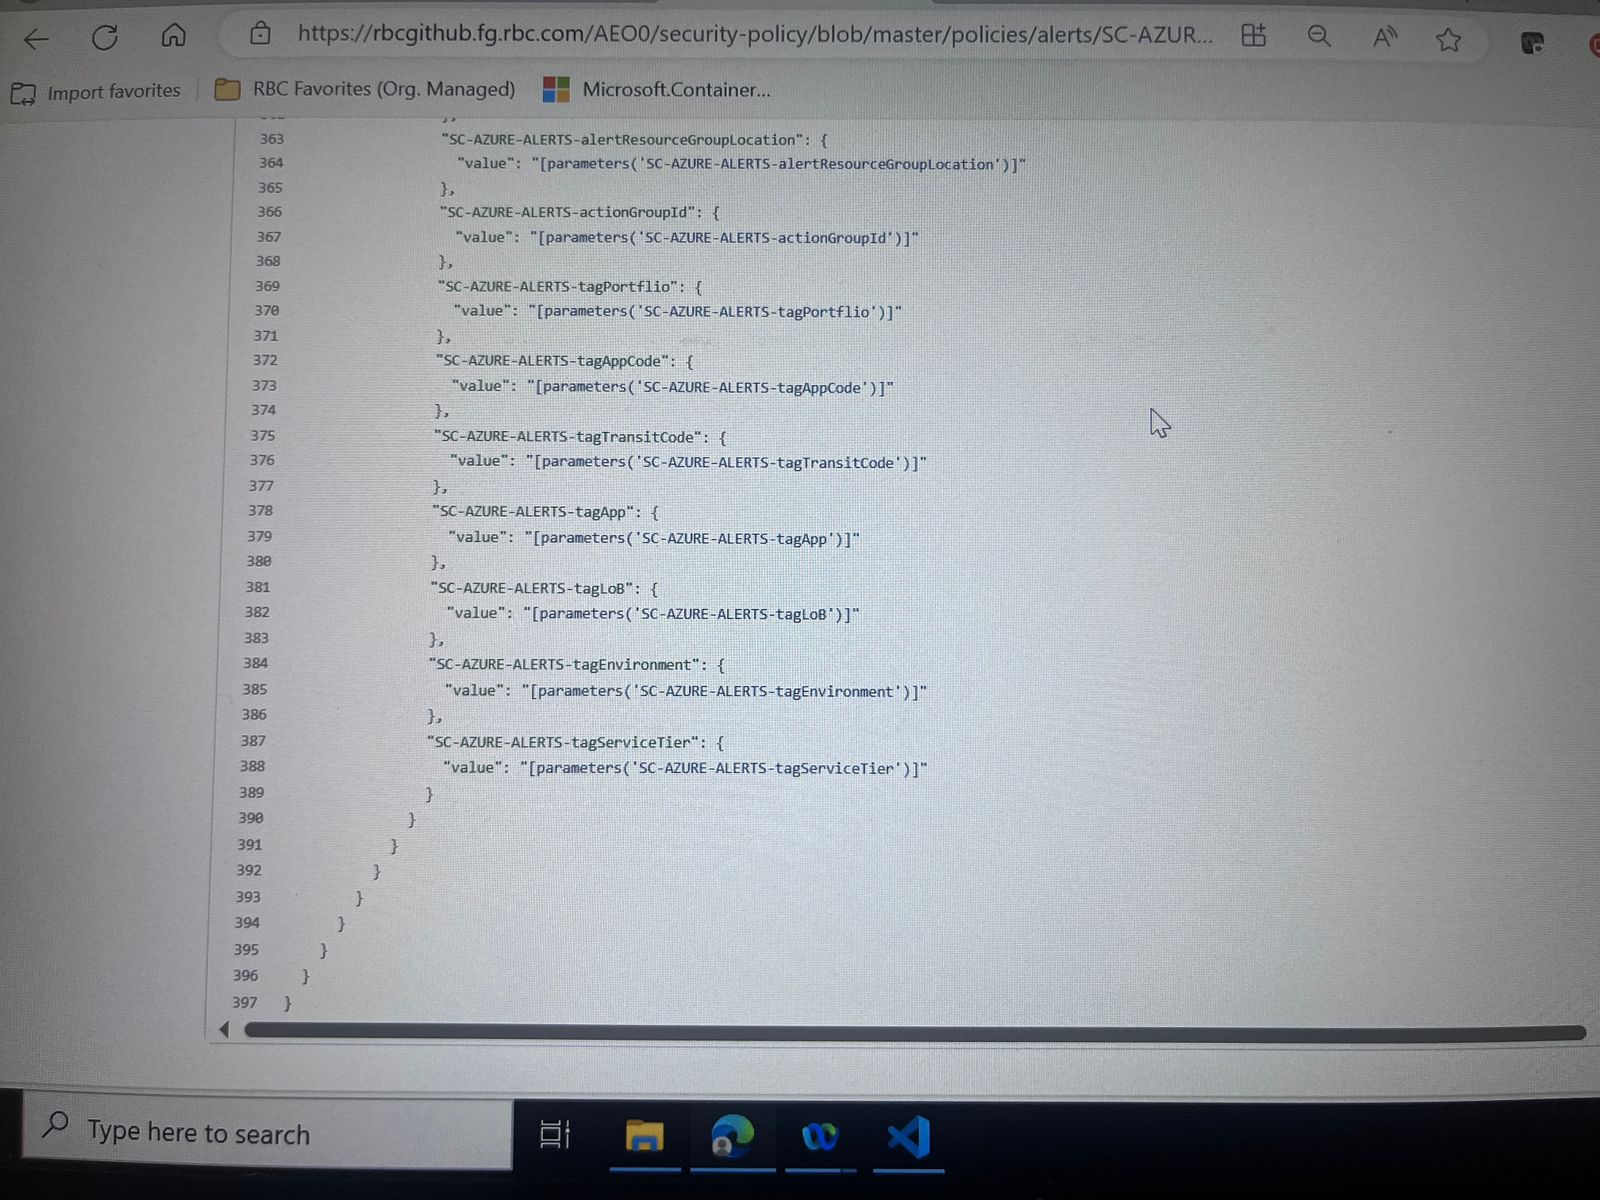 https://rbcgithub.fg.rbc.com/AEO0/security-policy/blob/master/policies/alerts/SC-AZUR...
Import favorites
RBC Favorites (Org. Managed)
Microsoft.Container...
363 "SC-AZURE-ALERTS-alertResourceGroupLocation": {
364 "value": "[parameters('SC-AZURE-ALERTS-alertResourceGroupLocation')]"
365 },
366 "SC-AZURE-ALERTS-actionGroupId": {
367 "value": "[parameters('SC-AZURE-ALERTS-actionGroupId')]"
368 },
369 "SC-AZURE-ALERTS-tagPortflio": {
370 "value": "[parameters('SC-AZURE-ALERTS-tagPortflio')]"
371 },
372 "SC-AZURE-ALERTS-tagAppCode": {
373 "value": "[parameters('SC-AZURE-ALERTS-tagAppCode')]"
374 },
375 "SC-AZURE-ALERTS-tagTransitCode": {
376 "value": "[parameters('SC-AZURE-ALERTS-tagTransitCode')]"
377 },
378 "SC-AZURE-ALERTS-tagApp": {
379 "value": "[parameters('SC-AZURE-ALERTS-tagApp')]"
380 },
381 "SC-AZURE-ALERTS-tagLoB": {
382 "value": "[parameters('SC-AZURE-ALERTS-tagLoB')]"
383 },
384 "SC-AZURE-ALERTS-tagEnvironment": {
385 "value": "[parameters('SC-AZURE-ALERTS-tagEnvironment')]"
386 },
387 "SC-AZURE-ALERTS-tagServiceTier": {
388 "value": "[parameters('SC-AZURE-ALERTS-tagServiceTier')]"
389 }
390 }
391 }
392 }
393 }
394 }
395 }
396 }
397 }
Type here to search